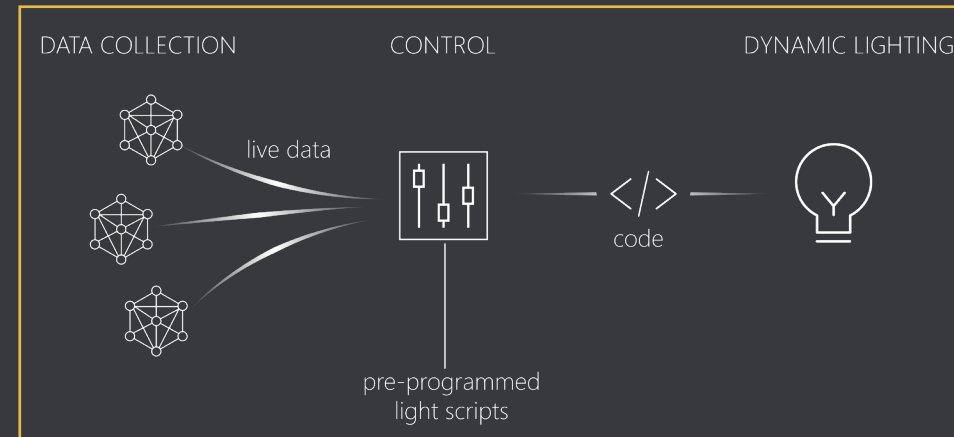 DATA COLLECTION
CONTROL
DYNAMIC LIGHTING
live data
</>
code
pre-programmed
light scripts